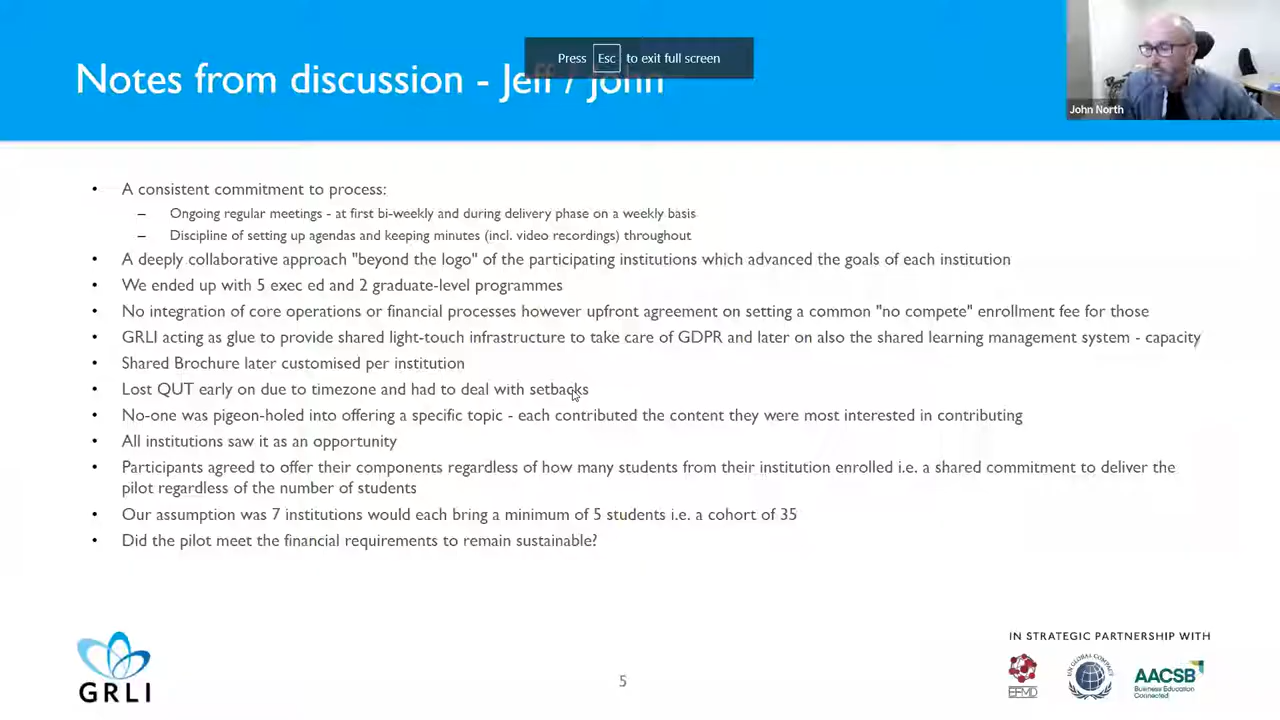 Notes from discussion - Jeff / John
Press Esc to exit full screen
John North
• A consistent commitment to process:
– Ongoing regular meetings - at first bi-weekly and during delivery phase on a weekly basis
– Discipline of setting up agendas and keeping minutes (incl. video recordings) throughout
• A deeply collaborative approach "beyond the logo" of the participating institutions which advanced the goals of each institution
• We ended up with 5 exec ed and 2 graduate-level programmes
• No integration of core operations or financial processes however upfront agreement on setting a common "no compete" enrollment fee for those
• GRLI acting as glue to provide shared light-touch infrastructure to take care of GDPR and later on also the shared learning management system - capacity
• Shared Brochure later customised per institution
• Lost QUT early on due to timezone and had to deal with setbacks
• No-one was pigeon-holed into offering a specific topic - each contributed the content they were most interested in contributing
• All institutions saw it as an opportunity
• Participants agreed to offer their components regardless of how many students from their institution enrolled i.e. a shared commitment to deliver the
pilot regardless of the number of students
• Our assumption was 7 institutions would each bring a minimum of 5 students i.e. a cohort of 35
• Did the pilot meet the financial requirements to remain sustainable?
GRLI
5
IN STRATEGIC PARTNERSHIP WITH
EFMD
UN GLOBAL COMPACT
AACSB
Business Education
Connected